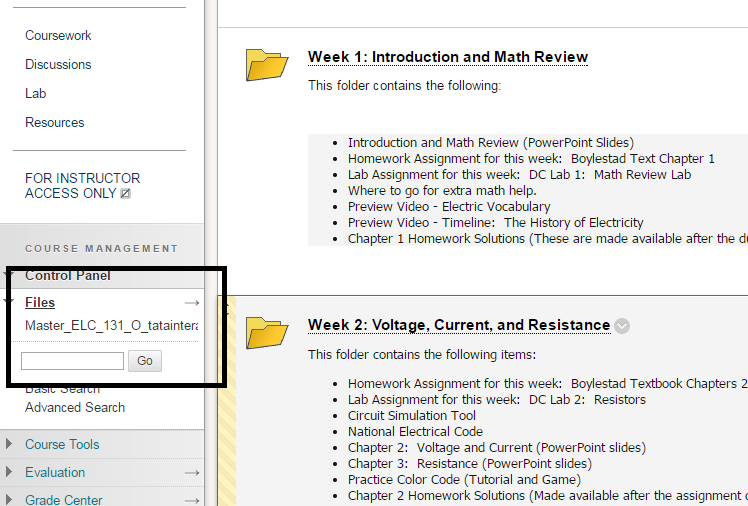 Coursework
Discussions
Lab
Resources
FOR INSTRUCTOR
ACCESS ONLY
COURSE MANAGEMENT
Control Panel
Files
Master_ELC_131_O_tatainter
Go
Basic Search
Advanced Search
Course Tools
Evaluation
Grade Center
Week 1: Introduction and Math Review
This folder contains the following:
• Introduction and Math Review (PowerPoint Slides)
• Homework Assignment for this week: Boylestad Text Chapter 1
• Lab Assignment for this week: DC Lab 1: Math Review Lab
• Where to go for extra math help.
• Preview Video - Electric Vocabulary
• Preview Video - Timeline: The History of Electricity
• Chapter 1 Homework Solutions (These are made available after the
Week 2: Voltage, Current, and Resistance
This folder contains the following items:
• Homework Assignment for this week: Boylestad Textbook Chapters 2
• Lab Assignment for this week: DC Lab 2: Resistors
• Circuit Simulation Tool
• National Electrical Code
• Chapter 2: Voltage and Current (PowerPoint slides)
• Chapter 3: Resistance (PowerPoint slides)
• Practice Color Code (Tutorial and Game)
• Chapter 2 Homework Solutions (Made available after the assignment